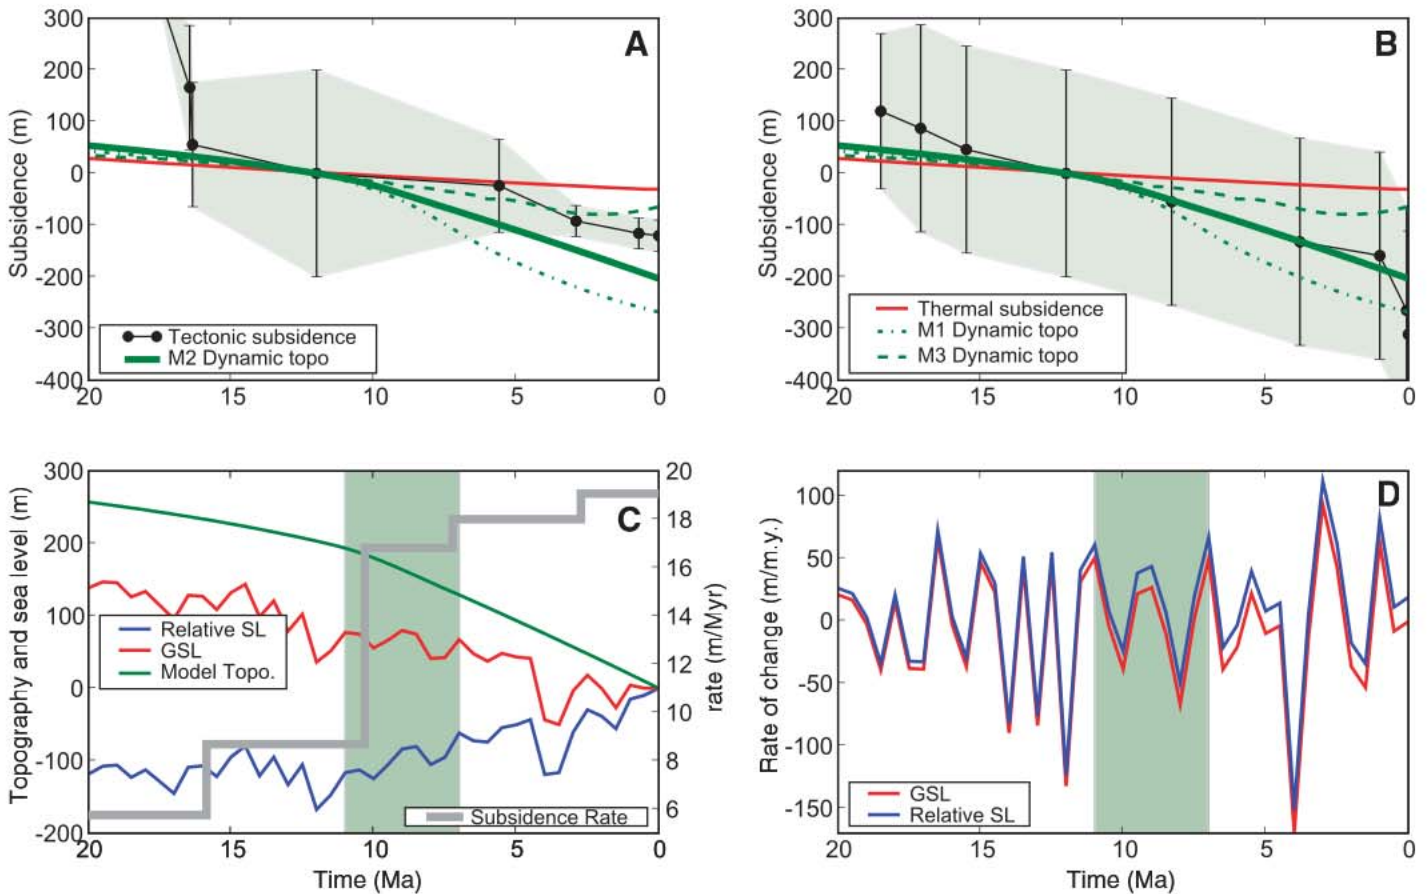 A
Subsidence (m)
300
200
100
0
-100
-200
-300
-400
20
15
10
5
0
Tectonic subsidence
M2 Dynamic topo
B
Subsidence (m)
300
200
100
0
-100
-200
-300
-400
20
15
10
5
0
Thermal subsidence
M1 Dynamic topo
M3 Dynamic topo
C
Topography and sea level (m)
300
200
100
0
-100
-200
20
18
16
14
12
10
8
6
rate (m/Myr)
Relative SL
GSL
Model Topo.
Subsidence Rate
20
15
10
5
0
Time (Ma)
D
Rate of change (m/m.y.)
100
50
0
-50
-100
-150
GSL
Relative SL
20
15
10
5
0
Time (Ma)